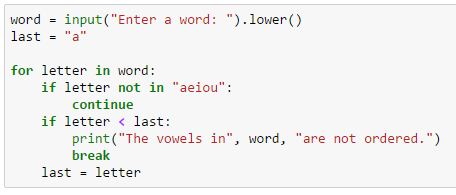 word = input("Enter a word: ").lower()
last = "a"

for letter in word:
    if letter not in "aeiou":
        continue
    if letter < last:
        print("The vowels in", word, "are not ordered.")
        break
    last = letter